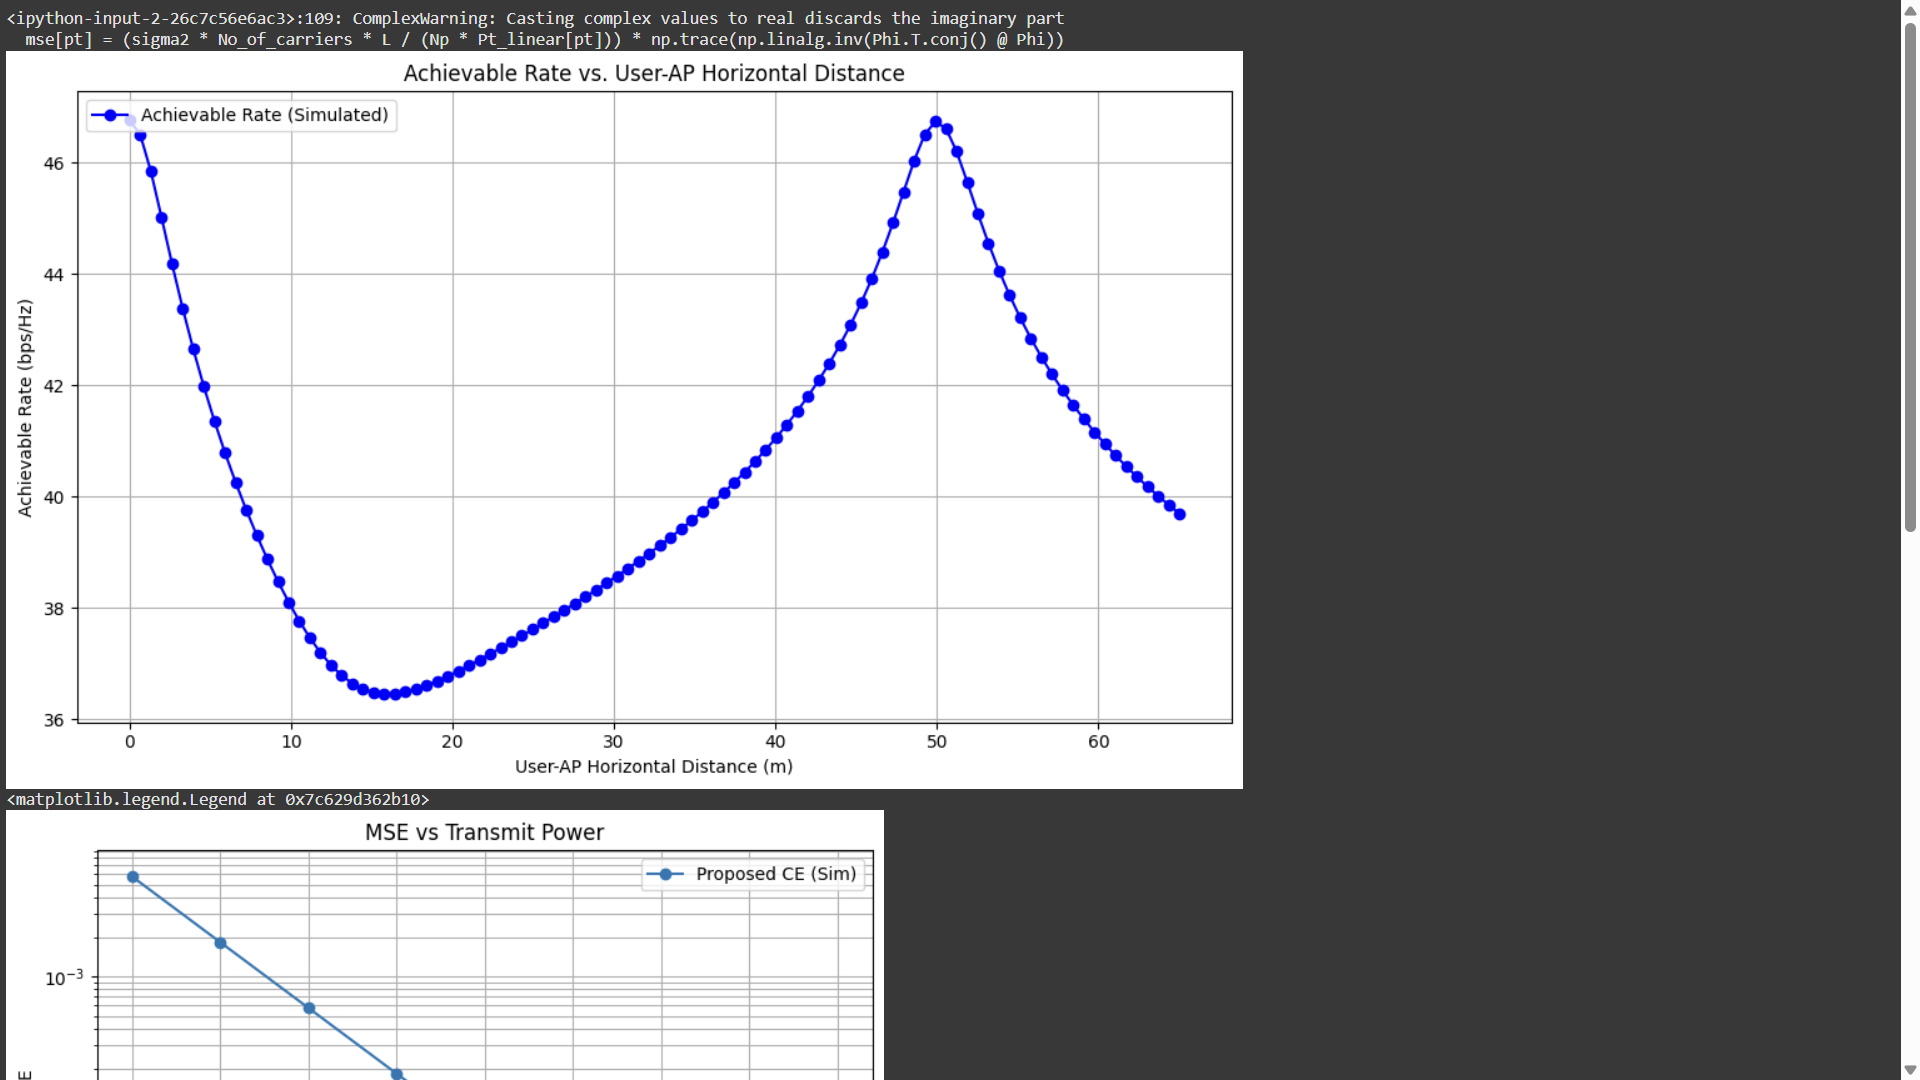 <ipython-input-2-26c7c56e6ac3>:109: ComplexWarning: Casting complex values to real discards the imaginary part
mse[pt] = (sigma2 * No_of_carriers * L / (Np * Pt_linear[pt])) * np.trace(np.linalg.inv(Phi.T.conj() @ Phi))
Achievable Rate vs. User-AP Horizontal Distance
Achievable Rate (Simulated)
Achievable Rate (bps/Hz)
46
44
42
40
38
36
0 10 20 30 40 50 60
User-AP Horizontal Distance (m)
<matplotlib.legend.Legend at 0x7c629d362b10>
MSE vs Transmit Power
Proposed CE (Sim)
10⁻³
E